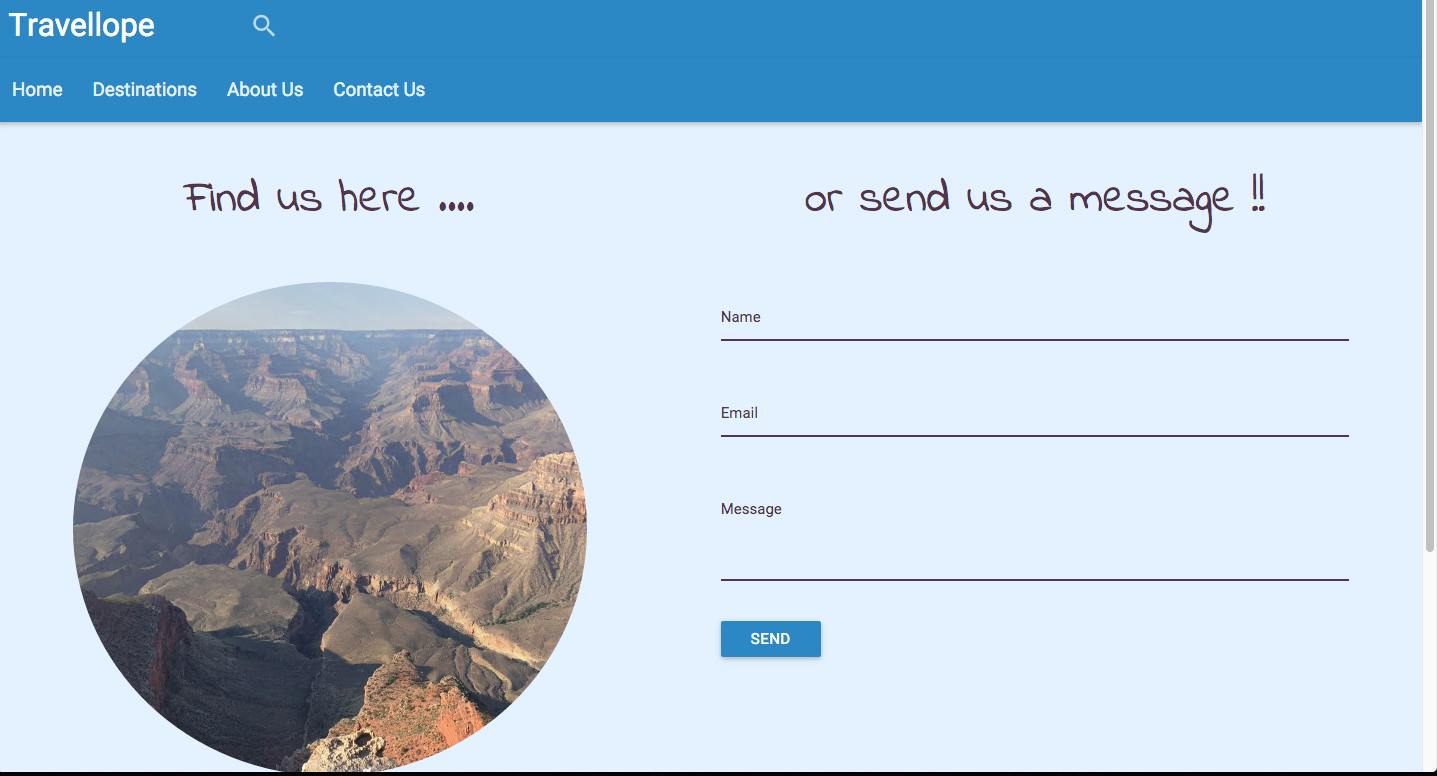 Travellope
Home Destinations About Us Contact Us
Find us here ....
or send us a message !!
Name
Email
Message
SEND